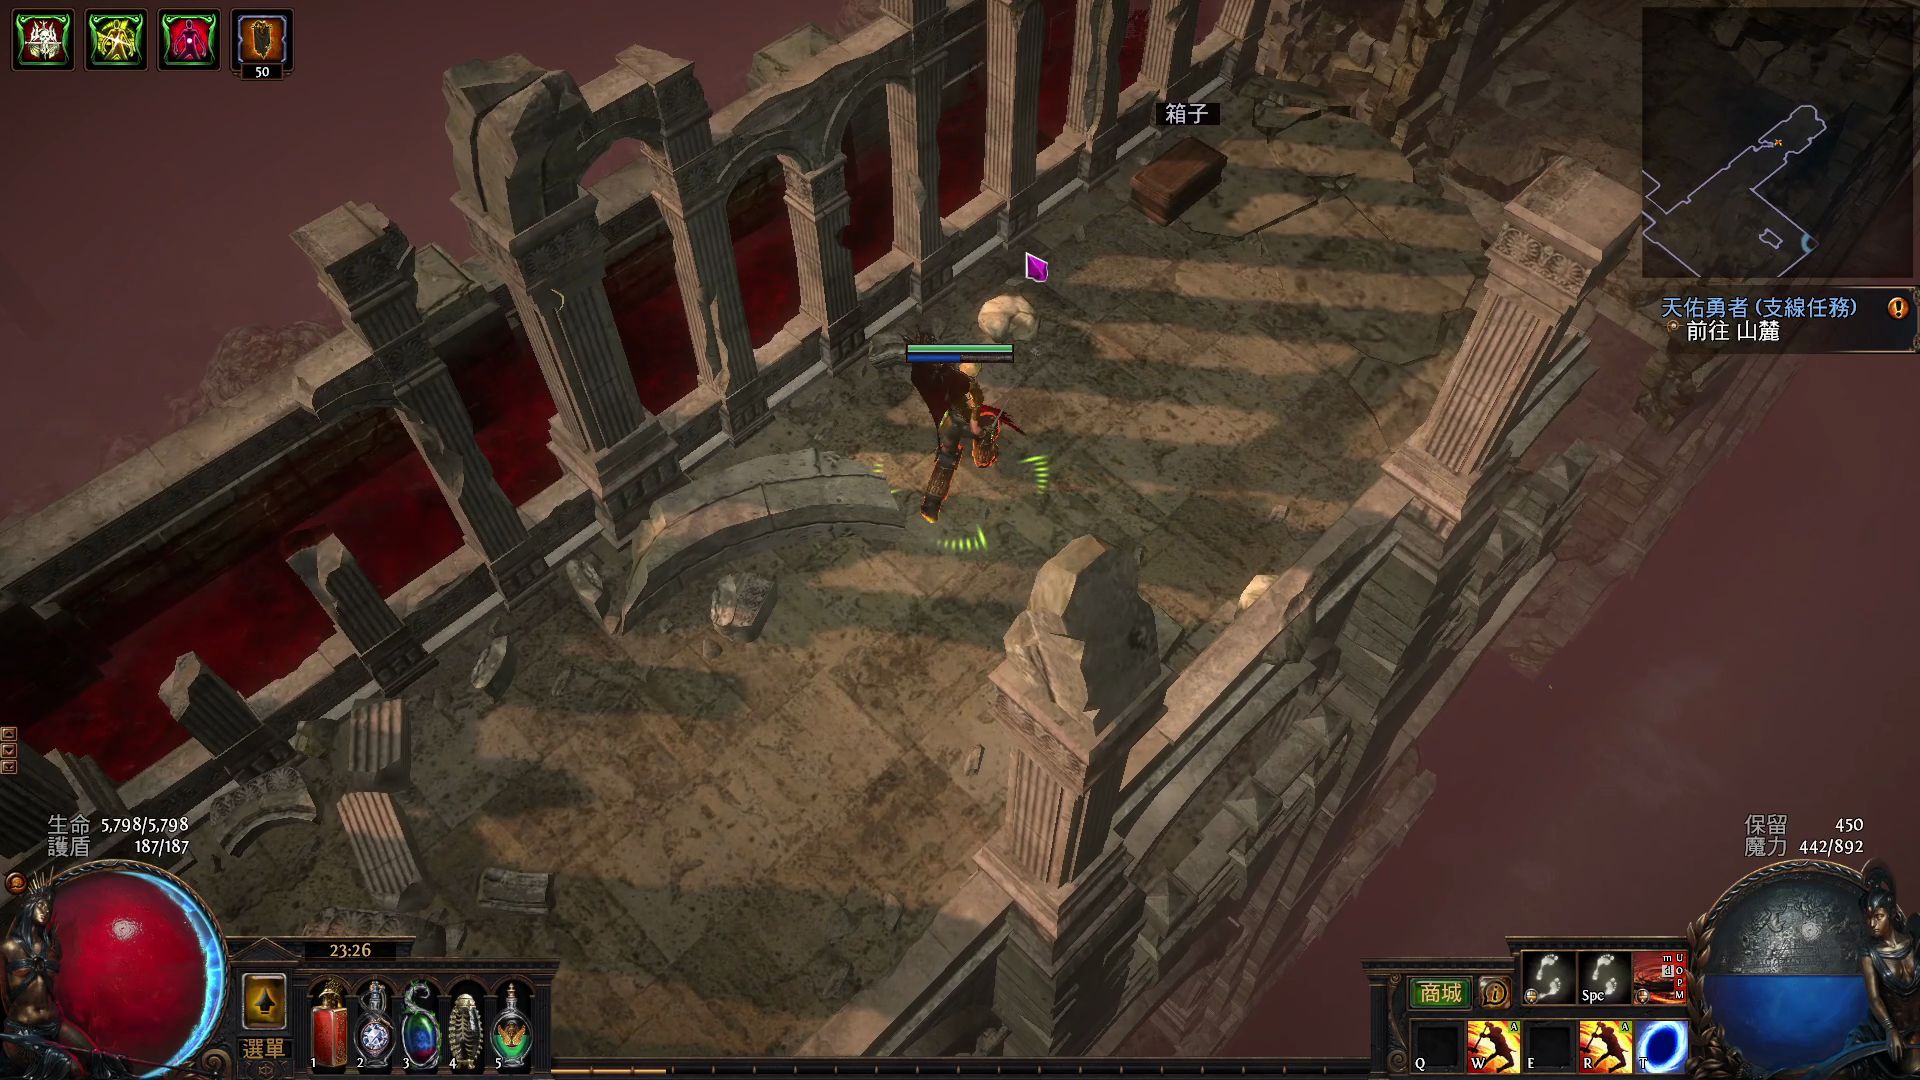 50
箱子
天佑勇者 (支線任務)
前往 山麓
生命 5,798/5,798
護盾 187/187
保留 450
魔力 442/892
23:26
選單
1 2 3 4 5
商城
Spc
m U
d O
P
M
Q W A E R A T